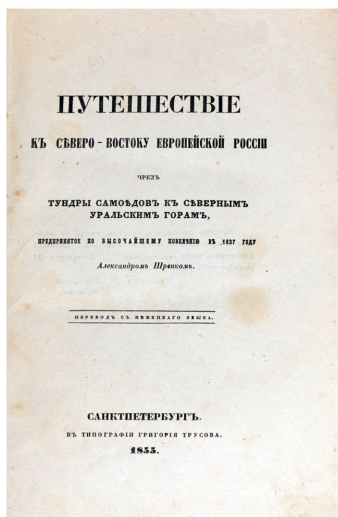 ПУТЕШЕСТВІЕ
КЪ СѢВЕРО - ВОСТОКУ ЕВРОПЕЙСКОЙ РОССІИ
ЧРЕЗЪ
ТУНДРЫ САМОѢДОВЪ КЪ СѢВЕРНЫМЪ
УРАЛЬСКИМЪ ГОРАМЪ,
ПРЕДПРИНЯТОЕ ПО ВЫСОЧАЙШЕМУ ПОВЕЛѢНІЮ ВЪ 1837 ГОДУ
Александромъ Шренкомъ.
ПЕРЕВОДЪ СЪ НѢМЕЦКАГО ЯЗЫКА.
САНКТПЕТЕРБУРГЪ.
ВЪ ТИПОГРАФІИ ГРИГОРІЯ ТРУСОВА.
1855.